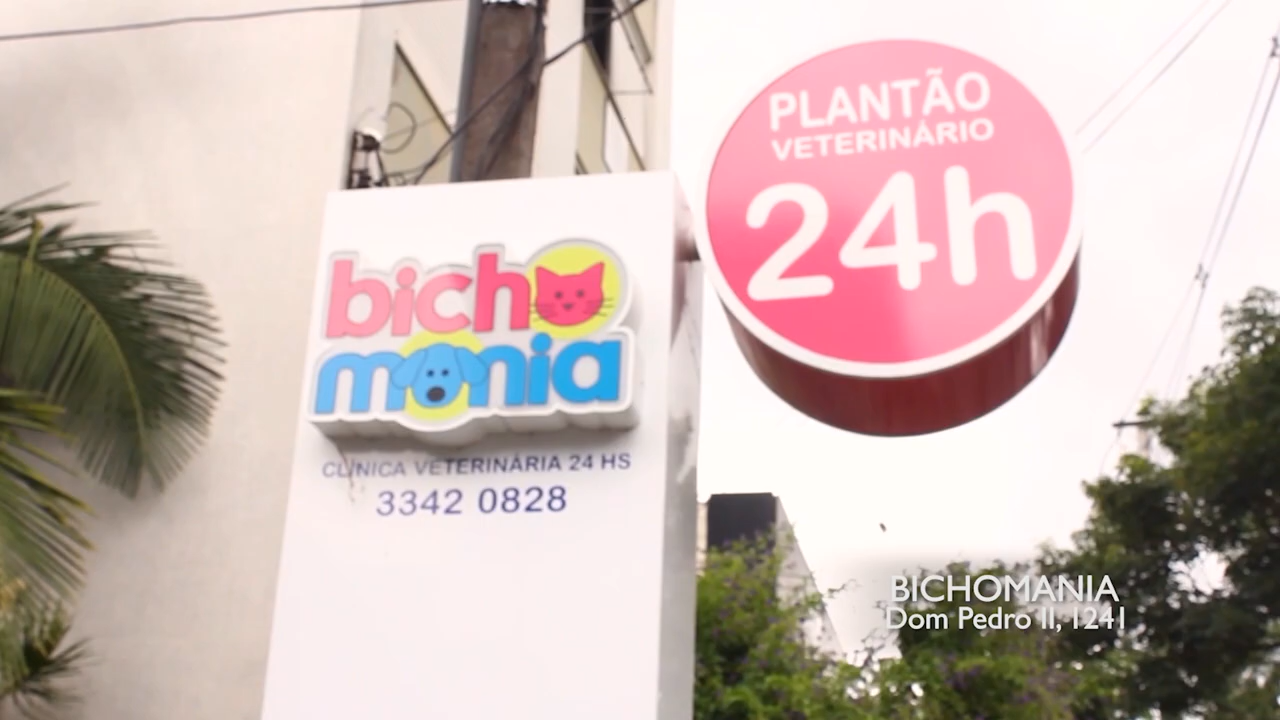 bicho
mania
CLÍNICA VETERINÁRIA 24 HS
3342 0828
PLANTÃO
VETERINÁRIO
24h
BICHOMANIA
Dom Pedro II, 1241